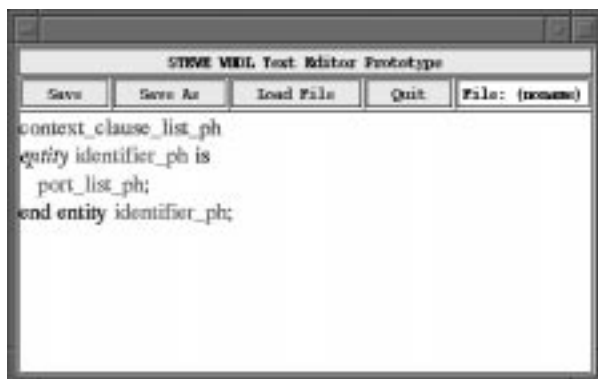 STEVE VHDL Text Editor Prototype
Save Save As Load File Quit File: (noname)
context_clause_list_ph
entity identifier_ph is
port_list_ph;
end entity identifier_ph;